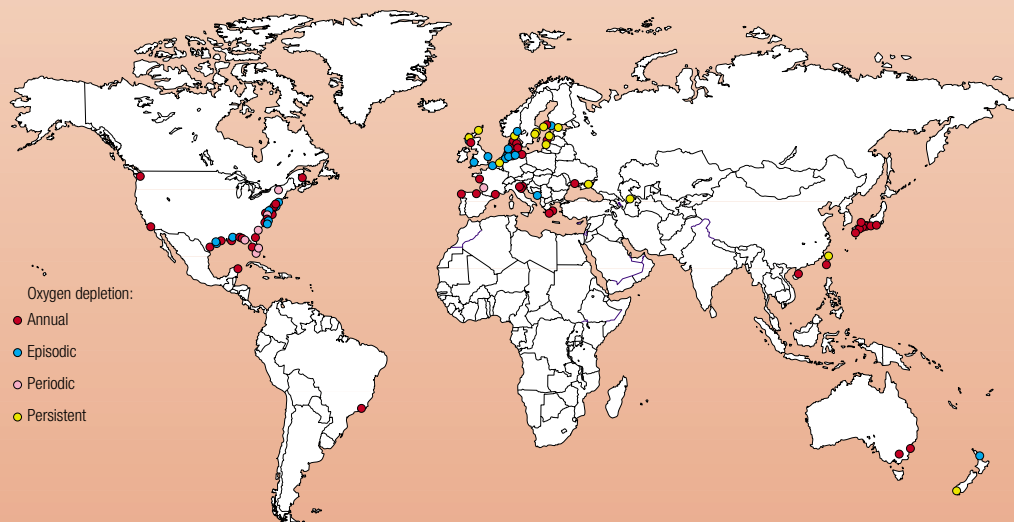 Oxygen depletion:
Annual
Episodic
Periodic
Persistent